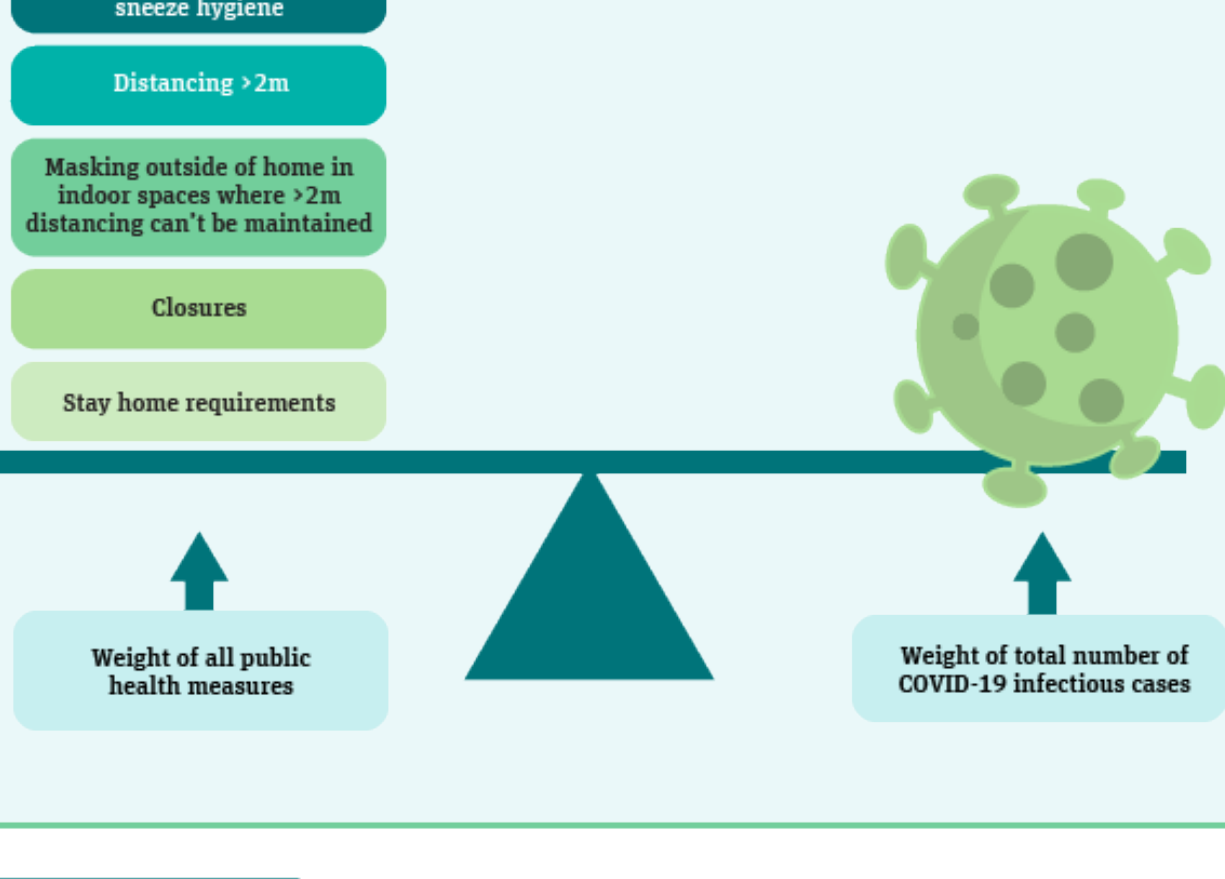 sneeze hygiene
Distancing >2m
Masking outside of home in
indoor spaces where >2m
distancing can't be maintained
Closures
Stay home requirements
Weight of all public
health measures
Weight of total number of
COVID-19 infectious cases